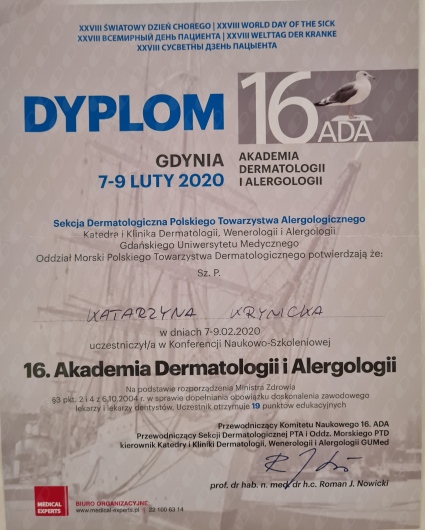 XXVIII ŚWIATOWY DZIEŃ CHOREGO | XXVIII WORLD DAY OF THE SICK
XXVIII ВСЕМИРНЫЙ ДЕНЬ ПАЦИЕНТА | XXVIII WELTTAG DER KRANKE
XXVIII СУСВЕТНЫ ДЗЕНЬ ПАЦЫЕНТА
DYPLOM
16 ADA
GDYNIA
7-9 LUTY 2020
AKADEMIA
DERMATOLOGII
I ALERGOLOGII
Sekcja Dermatologiczna Polskiego Towarzystwa Alergologicznego
Katedra i Klinika Dermatologii, Wenerologii i Alergologii
Gdańskiego Uniwersytetu Medycznego
Oddział Morski Polskiego Towarzystwa Dermatologicznego potwierdzają że:
Sz. P.
KATARZYNA KRYNICKA
w dniach 7-9.02.2020
uczestniczył/a w Konferencji Naukowo-Szkoleniowej
16. Akademia Dermatologii i Alergologii
Na podstawie rozporządzenia Ministra Zdrowia
63 pkt. 2 i 4 z 6.10.2004 r. w sprawie dopełniania obowiązku doskonalenia zawodowego
lekarzy i lekarzy dentystów. Uczestnik otrzymuje 19 punktów edukacyjnych
Przewodniczący Komitetu Naukowego 16. ADA
Przewodniczący Sekcji Dermatologicznej PTA i Oddz. Morskiego PTD
kierownik Katedry i Kliniki Dermatologii, Wenerologii i Alergologii GUMed
prof. dr hab. n. med. dr h.c. Roman J. Nowicki
MEDICAL
EXPERTS
BIURO ORGANIZACYJNE
www.medical-experts.pl | 22 100 63 14